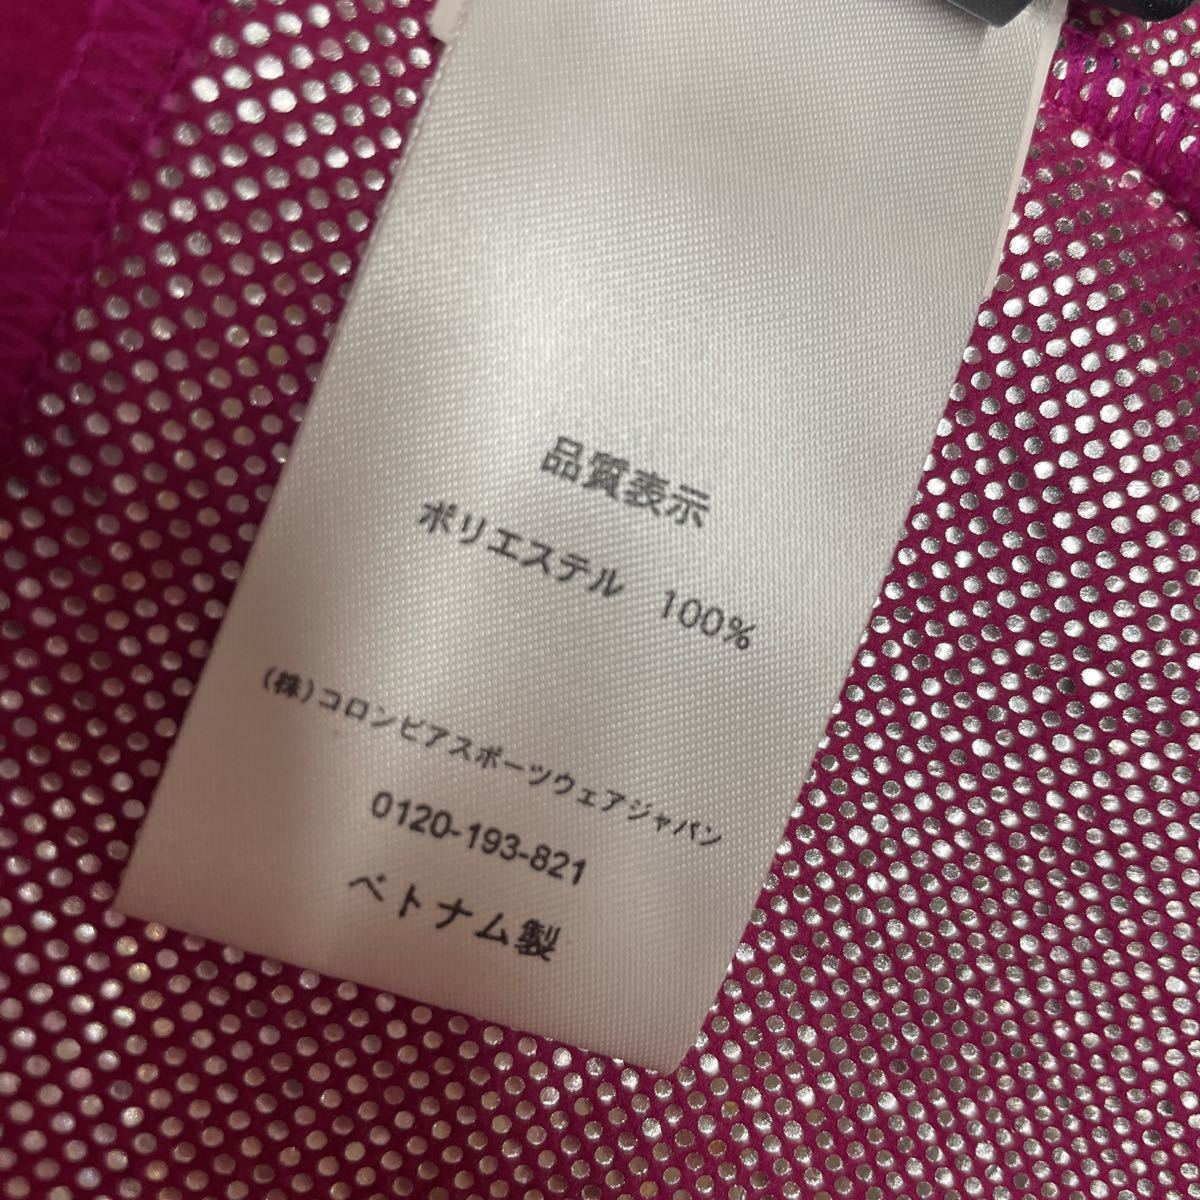 品質表示
ポリエステル 100%
(株)コロンビアスポーツウェアジャパン
0120-193-821
ベトナム製